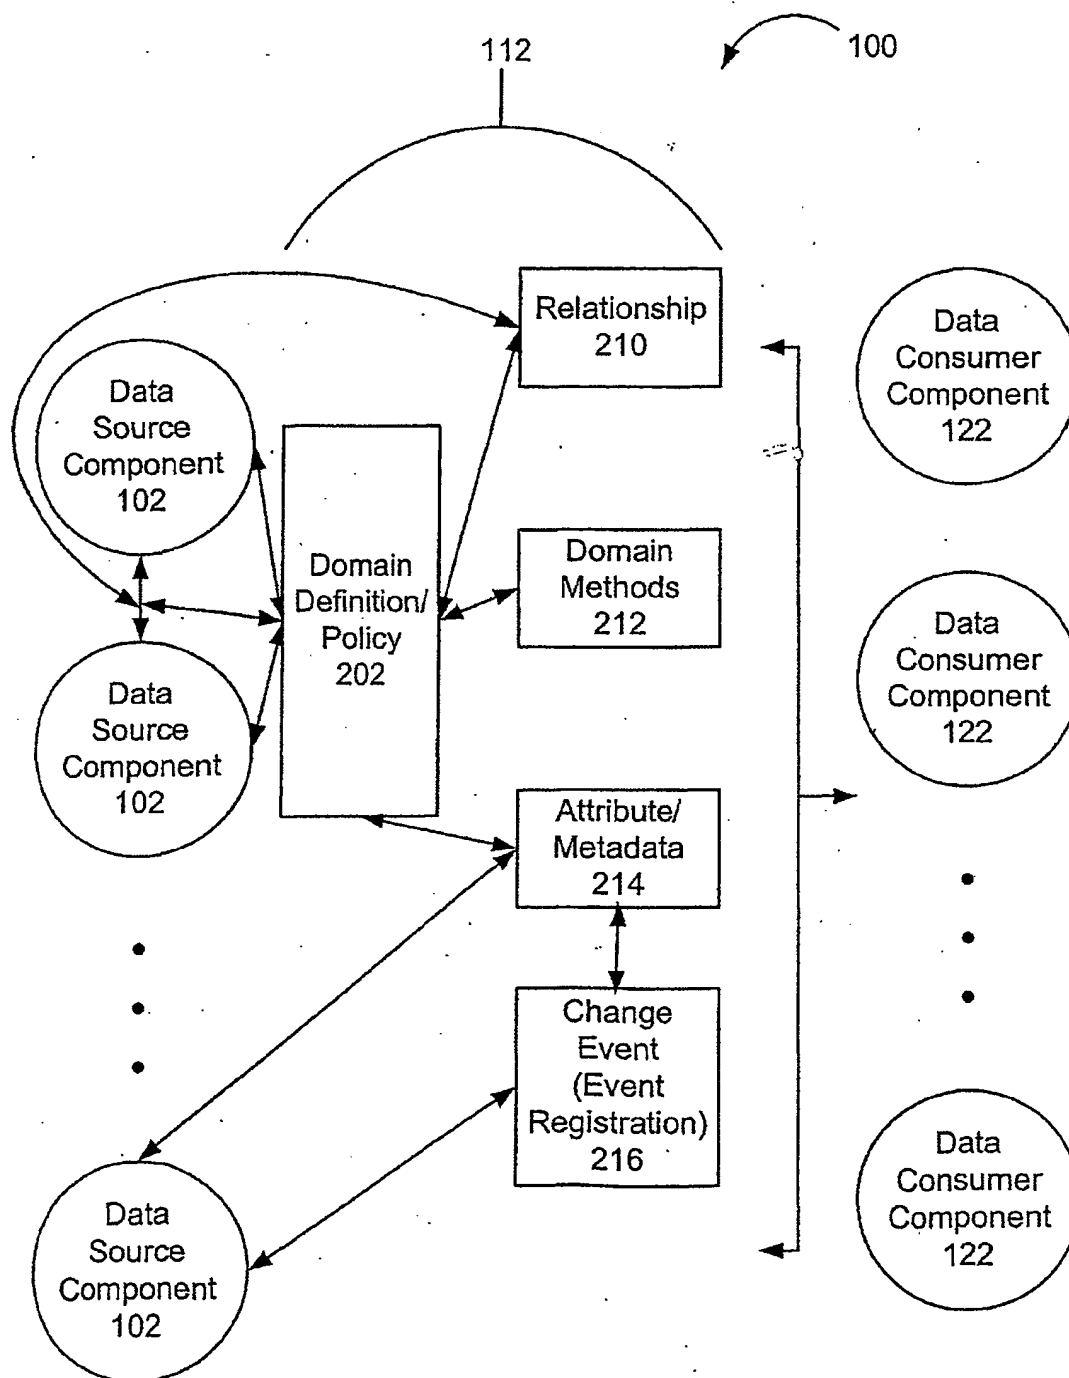 112
100
Relationship
210
Data
Consumer
Component
122
Data
Source
Component
102
Domain
Definition/
Policy
202
Domain
Methods
212
Data
Consumer
Component
122
Data
Source
Component
102
Attribute/
Metadata
214
Change
Event
(Event
Registration)
216
Data
Source
Component
102
Data
Consumer
Component
122